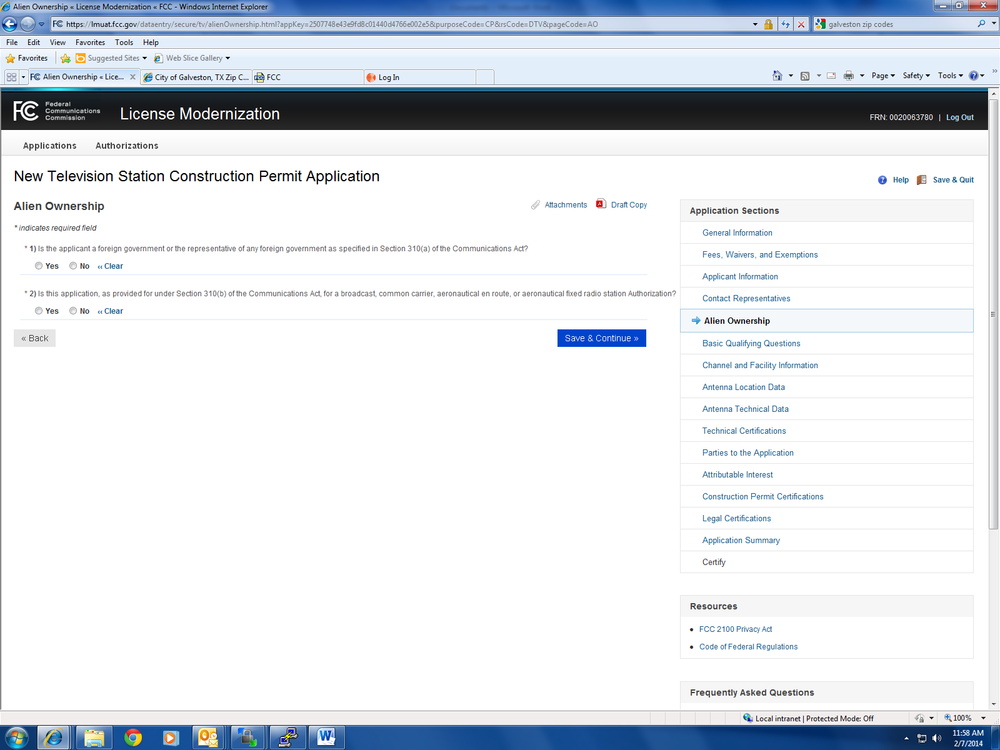 Alien Ownership « License Modernization « FCC - Windows Internet Explorer
https://lmuat.fcc.gov/dataentry/secure/tv/alienOwnership.html?appKey=2507748e43e9fd8c01440d4766e002e5&purposeCode=CP&rsCode=DTV&pageCode=AO
galveston zip codes
File Edit View Favorites Tools Help
Favorites Suggested Sites Web Slice Gallery
FC Alien Ownership « Lice... City of Galveston, TX Zip C... FCC Log In Page Safety Tools
FC Federal Communications Commission
License Modernization
FRN: 0020063780 | Log Out
Applications Authorizations
New Television Station Construction Permit Application
Help Save & Quit
Alien Ownership
Attachments Draft Copy
* indicates required field
* 1) Is the applicant a foreign government or the representative of any foreign government as specified in Section 310(a) of the Communications Act?
Yes No ‹‹ Clear
* 2) Is this application, as provided for under Section 310(b) of the Communications Act, for a broadcast, common carrier, aeronautical en route, or aeronautical fixed radio station Authorization?
Yes No ‹‹ Clear
« Back Save & Continue »
Application Sections
General Information
Fees, Waivers, and Exemptions
Applicant Information
Contact Representatives
Alien Ownership
Basic Qualifying Questions
Channel and Facility Information
Antenna Location Data
Antenna Technical Data
Technical Certifications
Parties to the Application
Attributable Interest
Construction Permit Certifications
Legal Certifications
Application Summary
Certify
Resources
• FCC 2100 Privacy Act
• Code of Federal Regulations
Frequently Asked Questions
Local intranet | Protected Mode: Off 100%
11:58 AM
2/7/2014